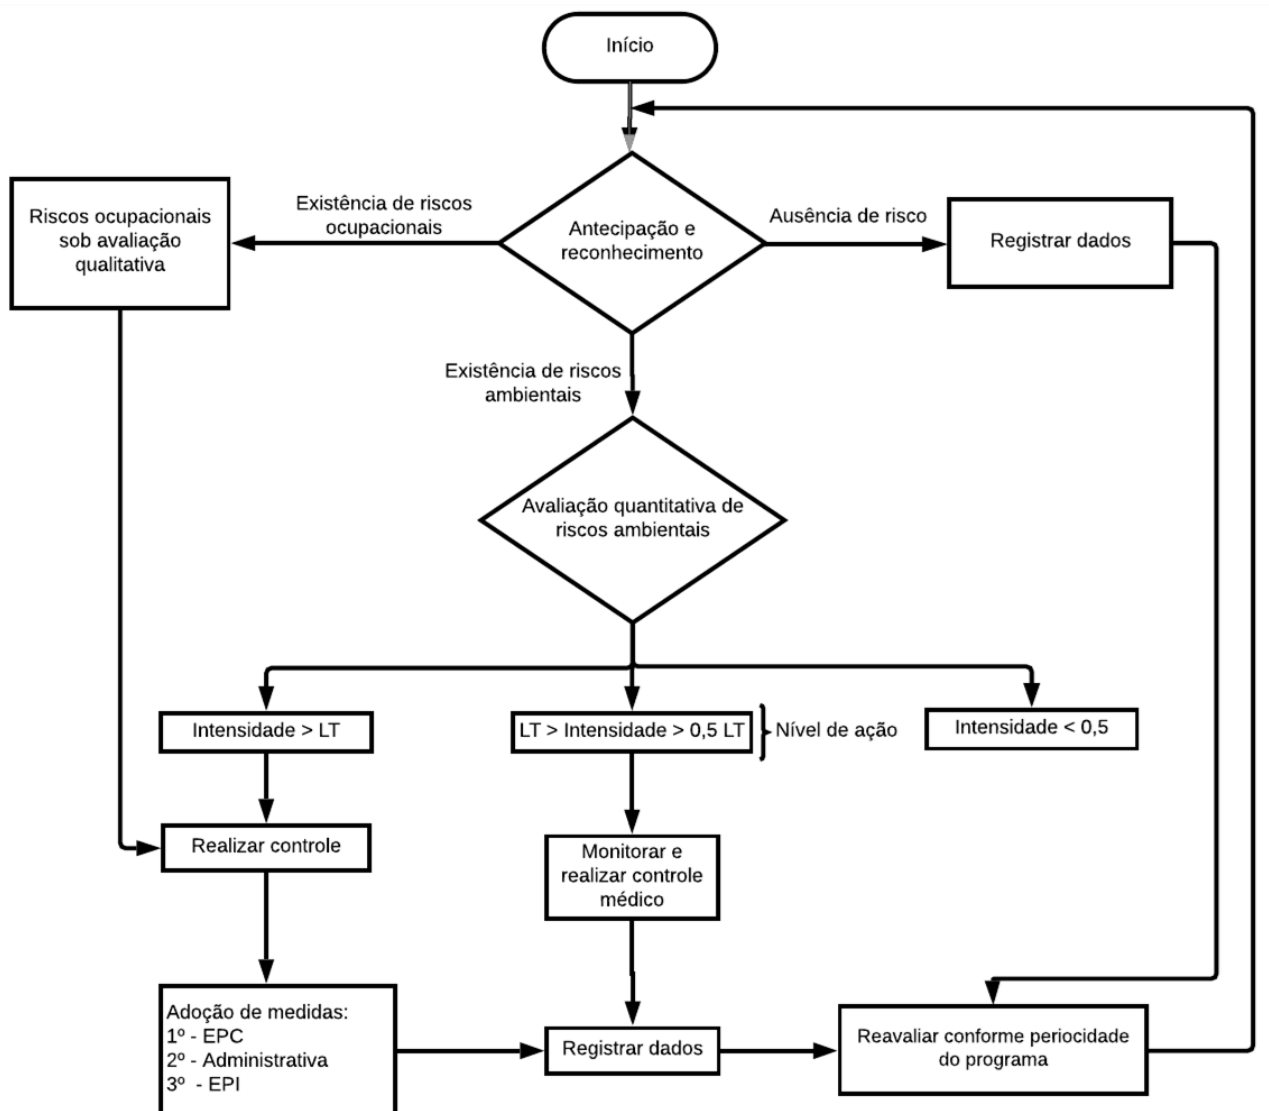 Início
Existência de riscos
ocupacionais
Ausência de risco
Riscos ocupacionais
sob avaliação
qualitativa
Antecipação e
reconhecimento
Registrar dados
Existência de riscos
ambientais
Avaliação quantitativa de
riscos ambientais
Intensidade > LT
LT > Intensidade > 0,5 LT
Nível de ação
Intensidade < 0,5
Realizar controle
Monitorar e
realizar controle
médico
Adoção de medidas:
1º - EPC
2º - Administrativa
3º - EPI
Registrar dados
Reavaliar conforme periocidade
do programa